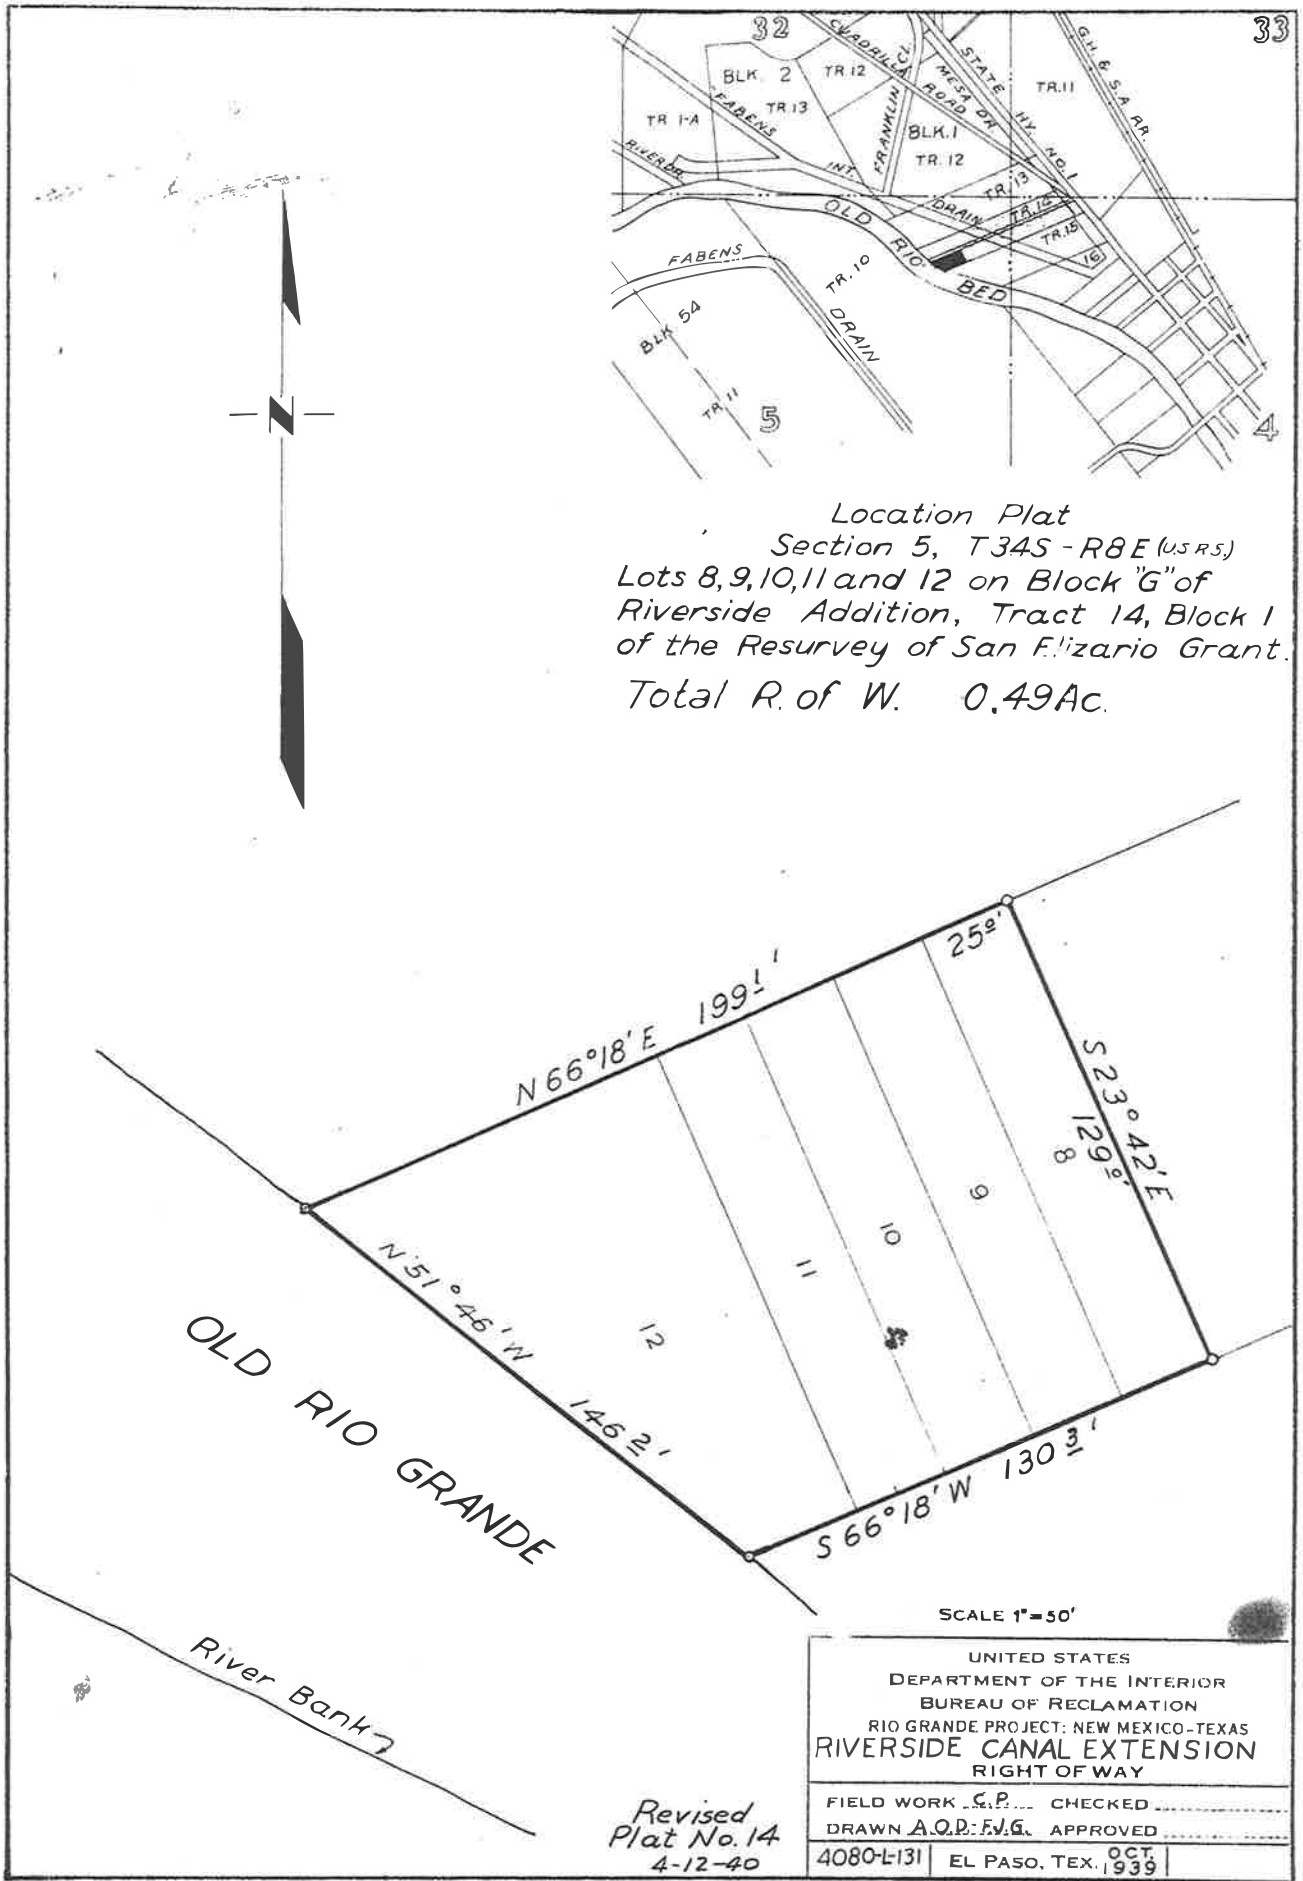 32
33
BLK. 2
TR. 12
CUADRILLA ROAD
FRANKLIN CL.
MESA DR
STATE HY. NO. 1
TR. 11
G.H. & S.A. RR.
TR 1-A
TR. 13
FABENS
INT.
DRAIN
BLK. 1
TR. 12
RIVER DR.
TR. 13
TR. 14
TR. 15
16
OLD RIO BED
FABENS
DRAIN
TR. 10
BLK 54
TR. 11
5
4
Location Plat
Section 5, T34S - R8E (U.S.R.S.)
Lots 8,9,10,11 and 12 on Block "G" of
Riverside Addition, Tract 14, Block 1
of the Resurvey of San Elizario Grant.
Total R. of W. 0.49Ac.
N
25º'
199 1'
N 66°18' E
S 23° 42' E
129º'
8
9
10
11
12
N 51° 46' W
146 2'
S 66°18' W 130 3'
OLD RIO GRANDE
River Bank
SCALE 1"=50'
UNITED STATES
DEPARTMENT OF THE INTERIOR
BUREAU OF RECLAMATION
RIO GRANDE PROJECT: NEW MEXICO-TEXAS
RIVERSIDE CANAL EXTENSION
RIGHT OF WAY
FIELD WORK C.P. CHECKED
DRAWN A.O.D-F.J.G. APPROVED
4080-L-131 EL PASO, TEX. OCT. 1939
Revised
Plat No. 14
4-12-40